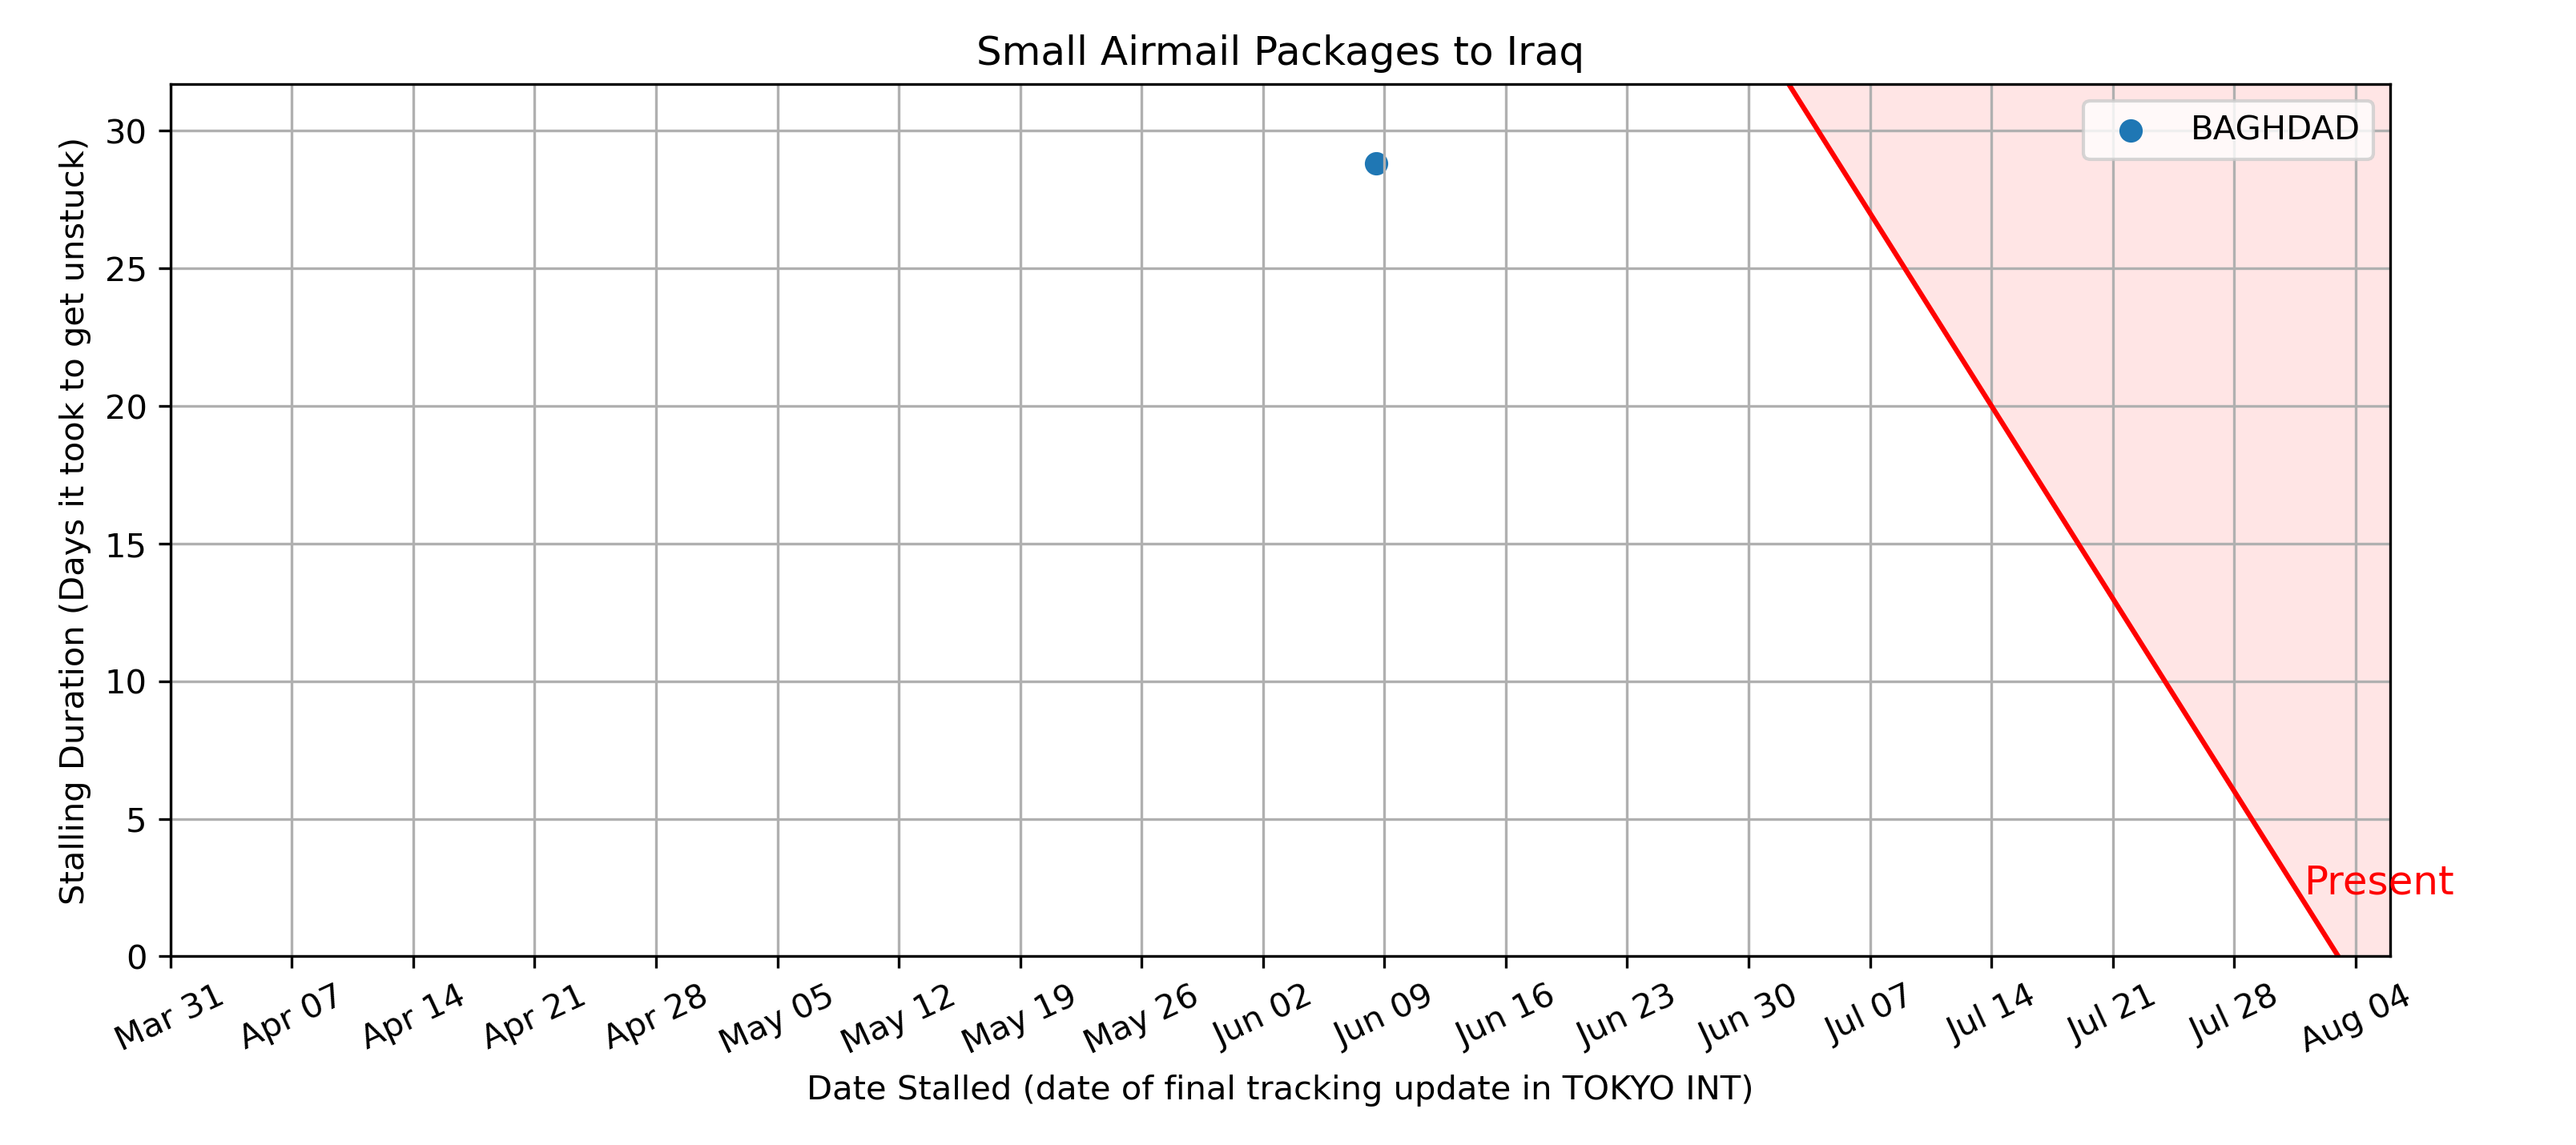 Small Airmail Packages to Iraq
BAGHDAD
Stalling Duration (Days it took to get unstuck)
30
25
20
15
10
5
0
Present
Mar 31
Apr 07
Apr 14
Apr 21
Apr 28
May 05
May 12
May 19
May 26
Jun 02
Jun 09
Jun 16
Jun 23
Jun 30
Jul 07
Jul 14
Jul 21
Jul 28
Aug 04
Date Stalled (date of final tracking update in TOKYO INT)